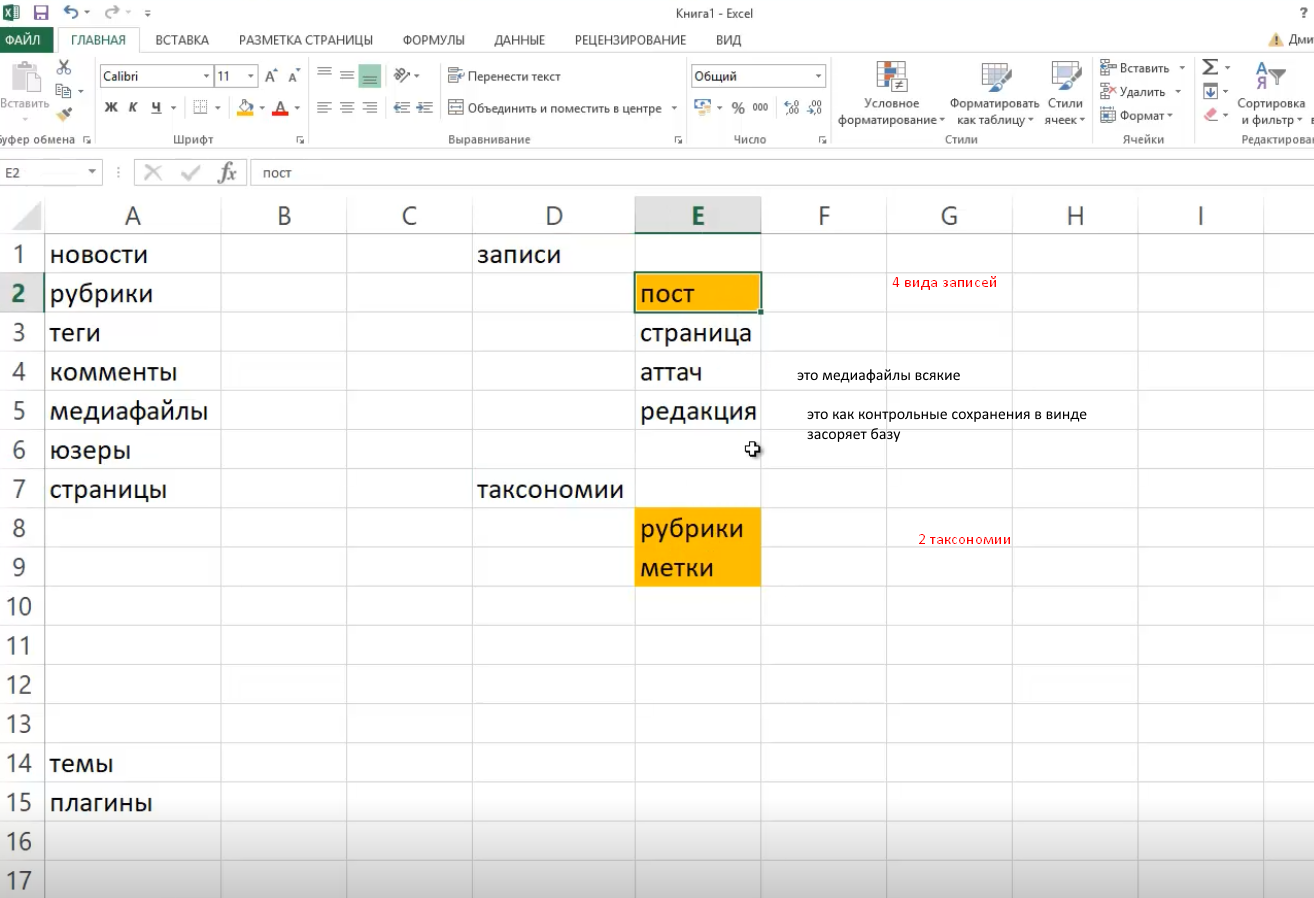 Книга1 - Excel
?
ФАЙЛ ГЛАВНАЯ ВСТАВКА РАЗМЕТКА СТРАНИЦЫ ФОРМУЛЫ ДАННЫЕ РЕЦЕНЗИРОВАНИЕ ВИД Дми
Вставить
Calibri 11
Ж К Ч
Перенести текст
Объединить и поместить в центре
Общий
% 000
Условное
форматирование
Форматировать
как таблицу
Стили
ячеек
Вставить
Удалить
Формат
Сортировка
и фильтр
уфер обмена Шрифт Выравнивание Число Стили Ячейки Редактирова
E2 fx пост
A B C D E F G H I
1 новости записи
2 рубрики пост 4 вида записей
3 теги страница
4 комменты аттач это медиафайлы всякие
5 медиафайлы редакция это как контрольные сохранения в винде
засоряет базу
6 юзеры
7 страницы таксономии
8 рубрики 2 таксономии
9 метки
10
11
12
13
14 темы
15 плагины
16
17